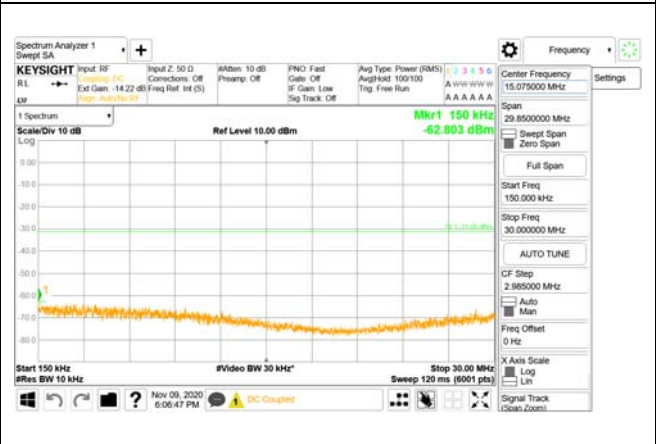 Spectrum Analyzer 1
Swept SA
+
Frequency
KEYSIGHT
RL
Input: RF
Coupling: DC
Ext Gain: -14.22 dB
Align: Auto/No RF
Input Z: 50 Ω
Corrections: Off
Freq Ref: Int (S)
#Atten: 10 dB
Preamp: Off
PNO: Fast
Gate: Off
IF Gain: Low
Sig Track: Off
Avg Type: Power (RMS)
Avg|Hold: 100/100
Trig: Free Run
1 2 3 4 5 6
A W W W W W
A A A A A A
1 Spectrum
Scale/Div 10 dB
Log
Ref Level 10.00 dBm
Mkr1 150 kHz
-62.803 dBm
0.00
-10.0
-20.0
-30.0
-40.0
-50.0
-60.0
-70.0
-80.0
1
Start 150 kHz
#Res BW 10 kHz
#Video BW 30 kHz*
Stop 30.00 MHz
Sweep 120 ms (6001 pts)
Nov 09, 2020
6:06:47 PM
?
1
DC Coupled
Center Frequency
15.075000 MHz
Settings
Span
29.8500000 MHz
Swept Span
Zero Span
Full Span
Start Freq
150.000 kHz
Stop Freq
30.000000 MHz
AUTO TUNE
CF Step
2.985000 MHz
Auto
Man
Freq Offset
0 Hz
X Axis Scale
Log
Lin
Signal Track
(Span Zoom)